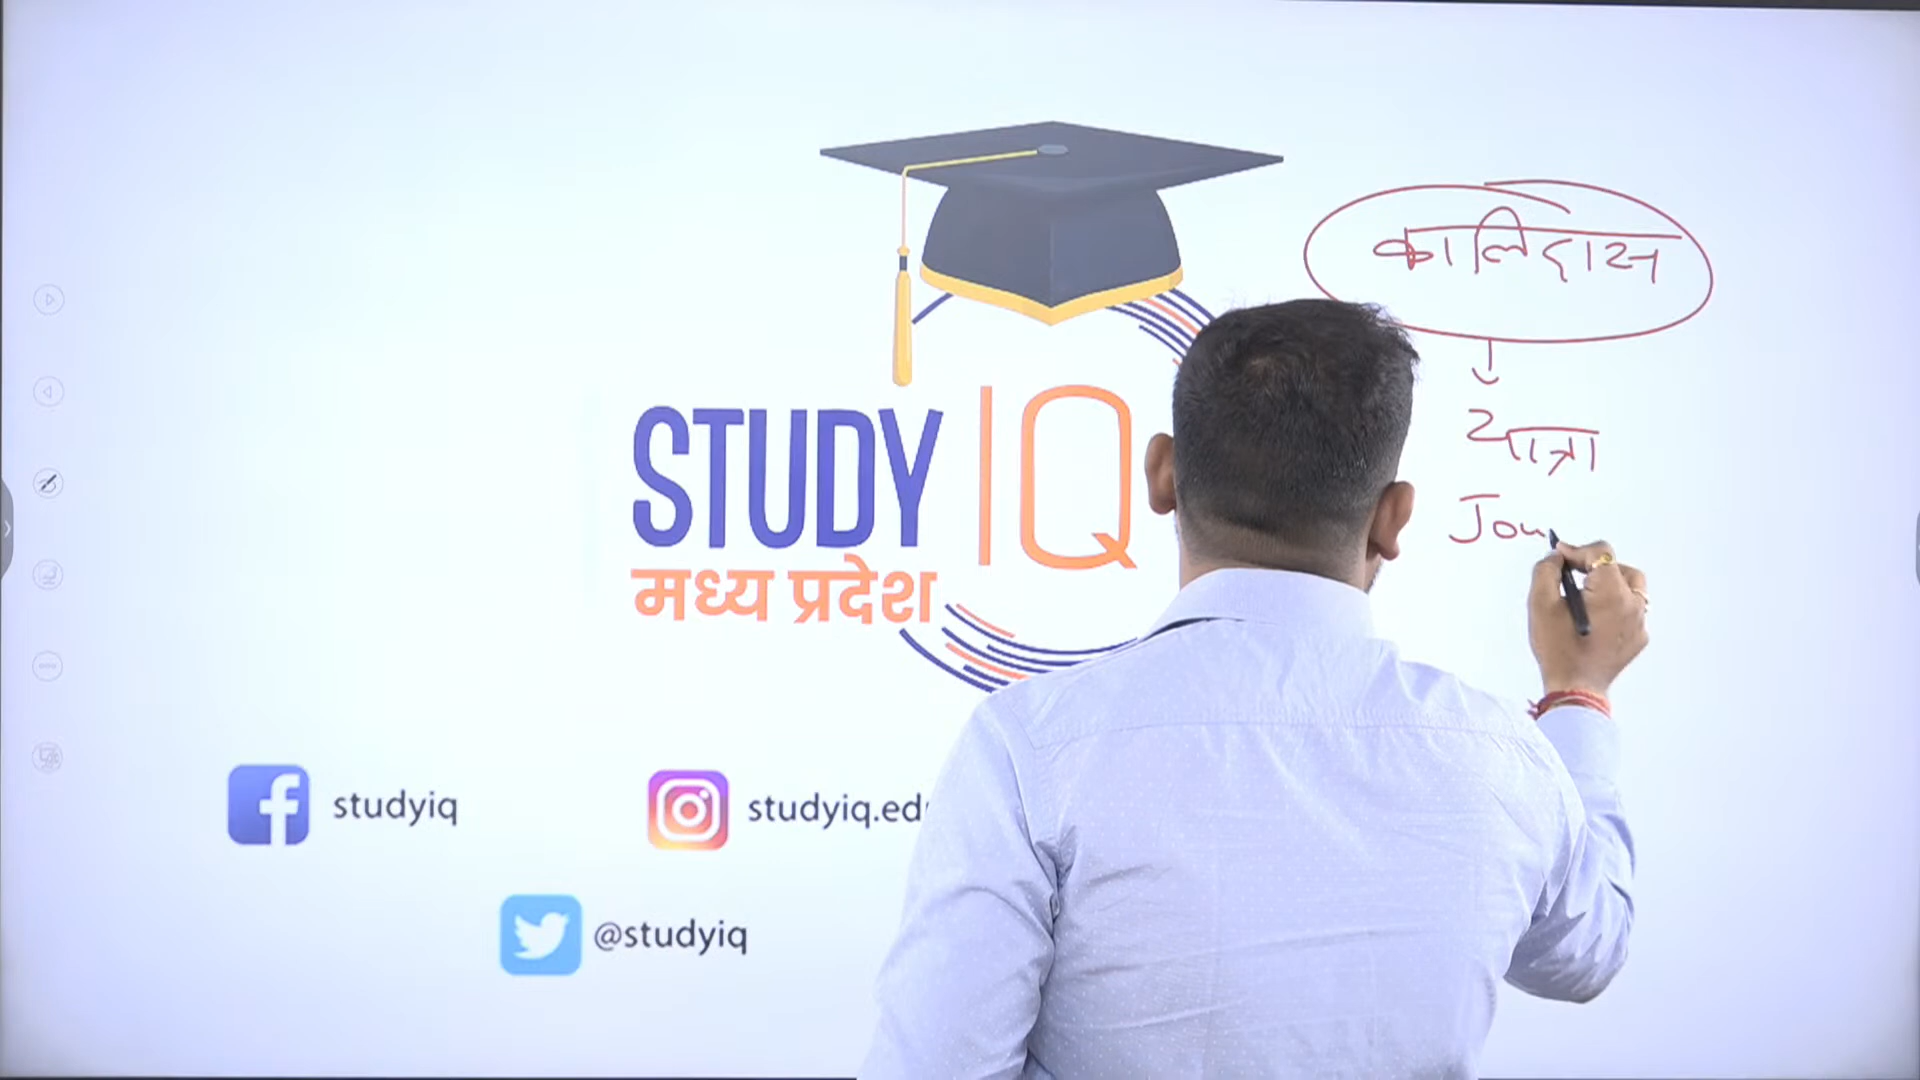 कालिदास
यात्रा
Jou
STUDY IQ
मध्य प्रदेश
studyiq
studyiq.ed
@studyiq